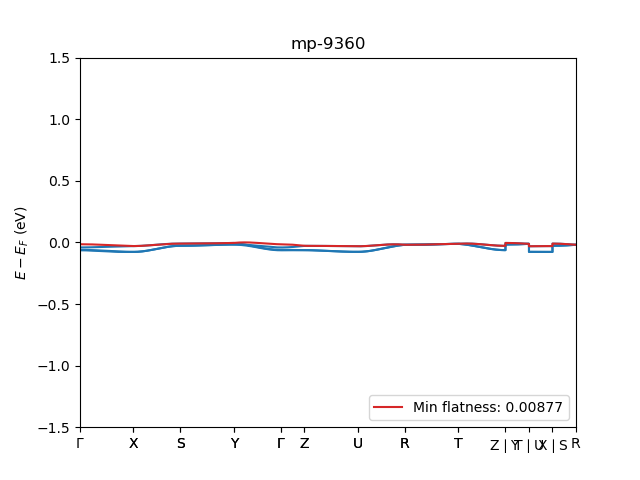 mp-9360
1.5
1.0
0.5
0.0
−0.5
−1.0
−1.5
E − E_F (eV)
Min flatness: 0.00877
Γ X S Y Γ Z U R T Z | Y T | U X | S R